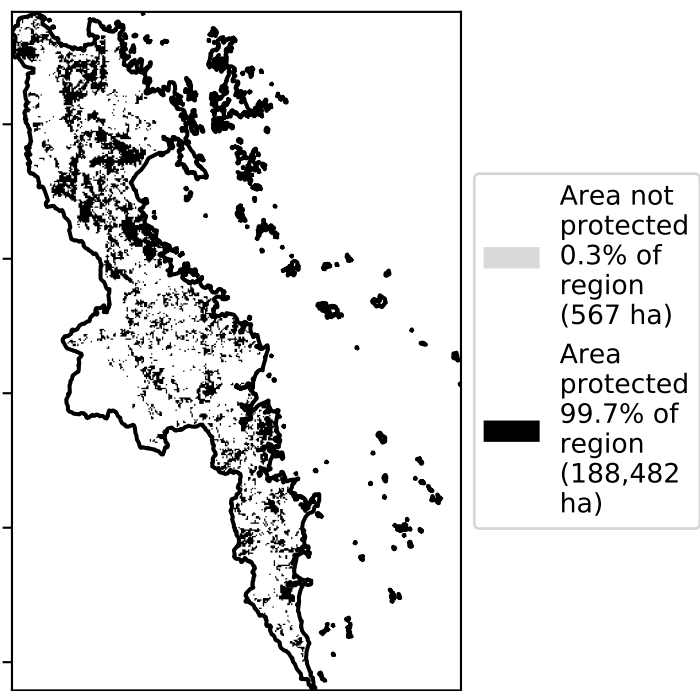 Area not
protected
0.3% of
region
(567 ha)
Area
protected
99.7% of
region
(188,482
ha)